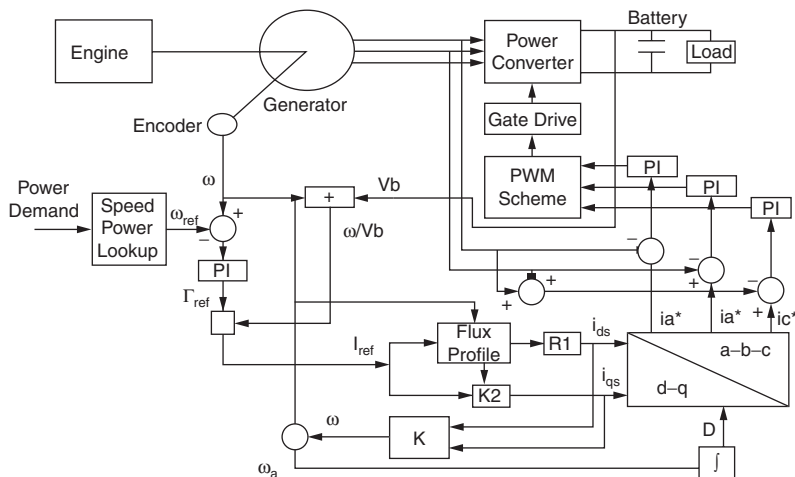 Engine
Generator
Power
Converter
Battery
Load
Encoder
Gate Drive
PWM
Scheme
PI
PI
PI
Power
Demand
Speed
Power
Lookup
ω
ω_ref
+
−
+
Vb
ω/Vb
PI
Γ_ref
−
−
+
−
+
+
+
ia*
ia*
ic*
I_ref
Flux
Profile
R1
i_ds
K2
i_qs
a–b–c
d–q
ω
K
D
ω_a
∫